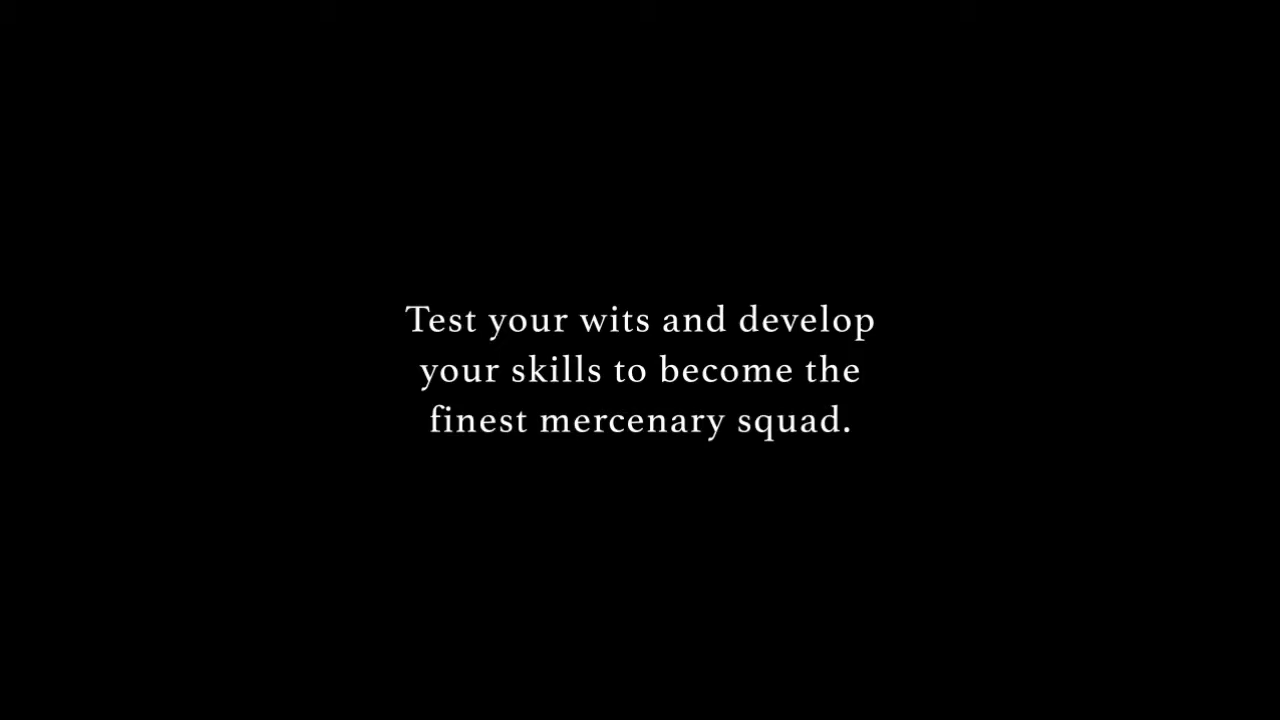 Test your wits and develop
your skills to become the
finest mercenary squad.